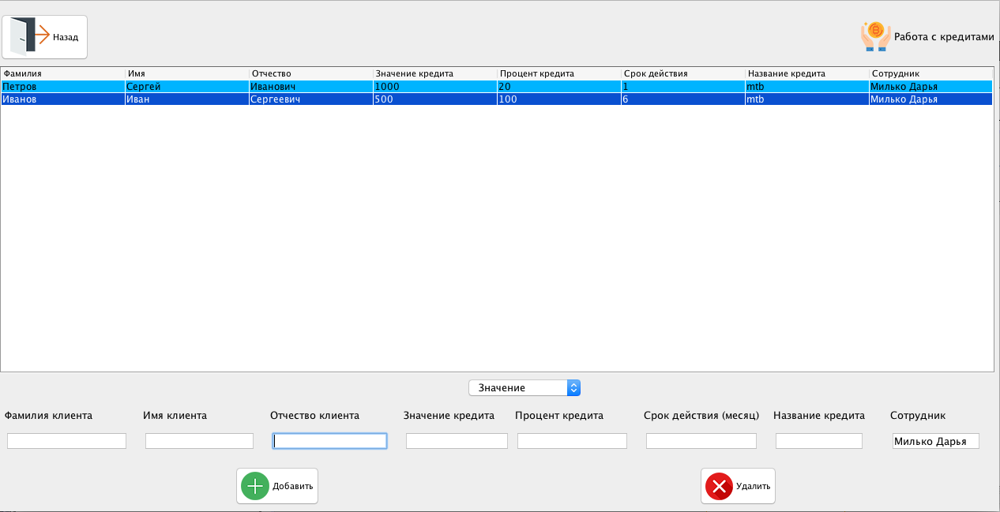 Назад
Работа с кредитами
Фамилия Имя Отчество Значение кредита Процент кредита Срок действия Название кредита Сотрудник
Петров Сергей Иванович 1000 20 1 mtb Милько Дарья
Иванов Иван Сергеевич 500 100 6 mtb Милько Дарья
Значение
Фамилия клиента Имя клиента Отчество клиента Значение кредита Процент кредита Срок действия (месяц) Название кредита Сотрудник
Милько Дарья
Добавить Удалить